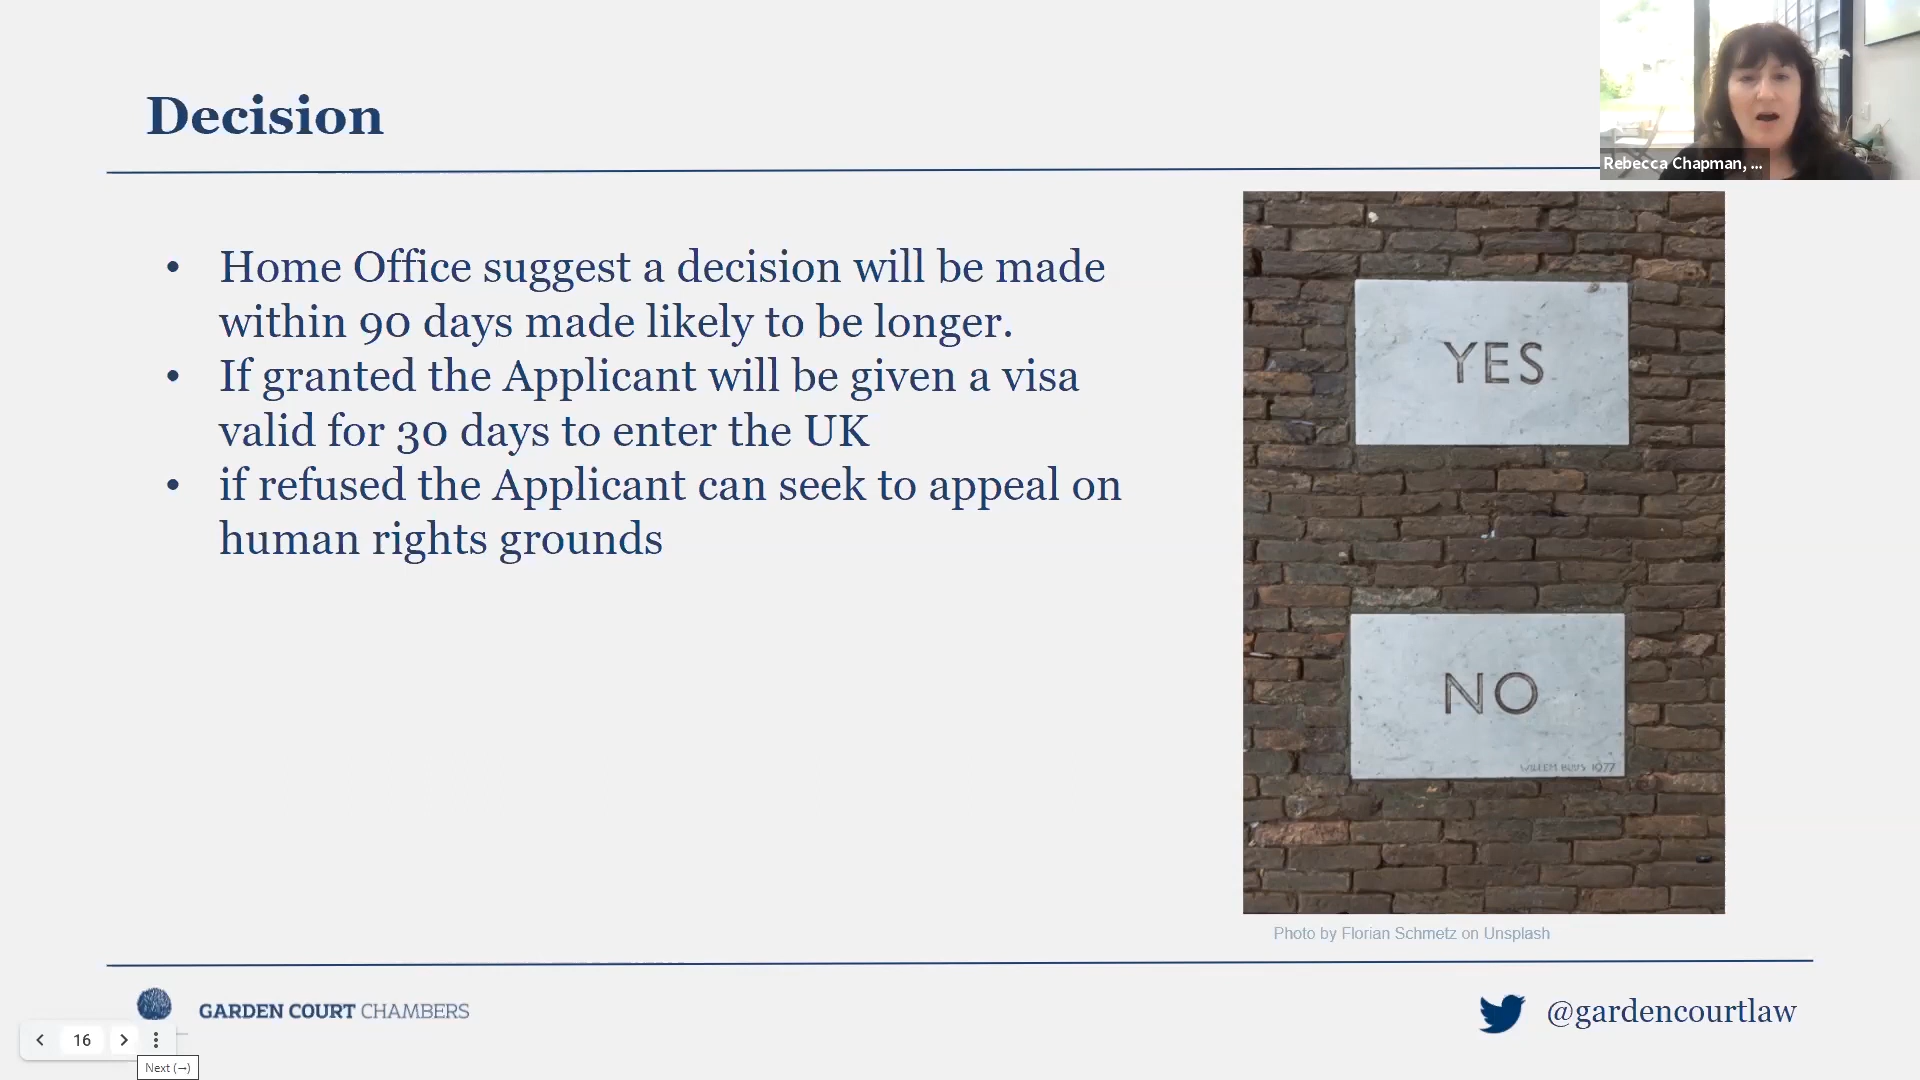 Decision
Rebecca Chapman, ...
• Home Office suggest a decision will be made
within 90 days made likely to be longer.
• If granted the Applicant will be given a visa
valid for 30 days to enter the UK
• if refused the Applicant can seek to appeal on
human rights grounds
YES
NO
1977
Photo by Florian Schmetz on Unsplash
GARDEN COURT CHAMBERS
@gardencourtlaw
16
Next (→)